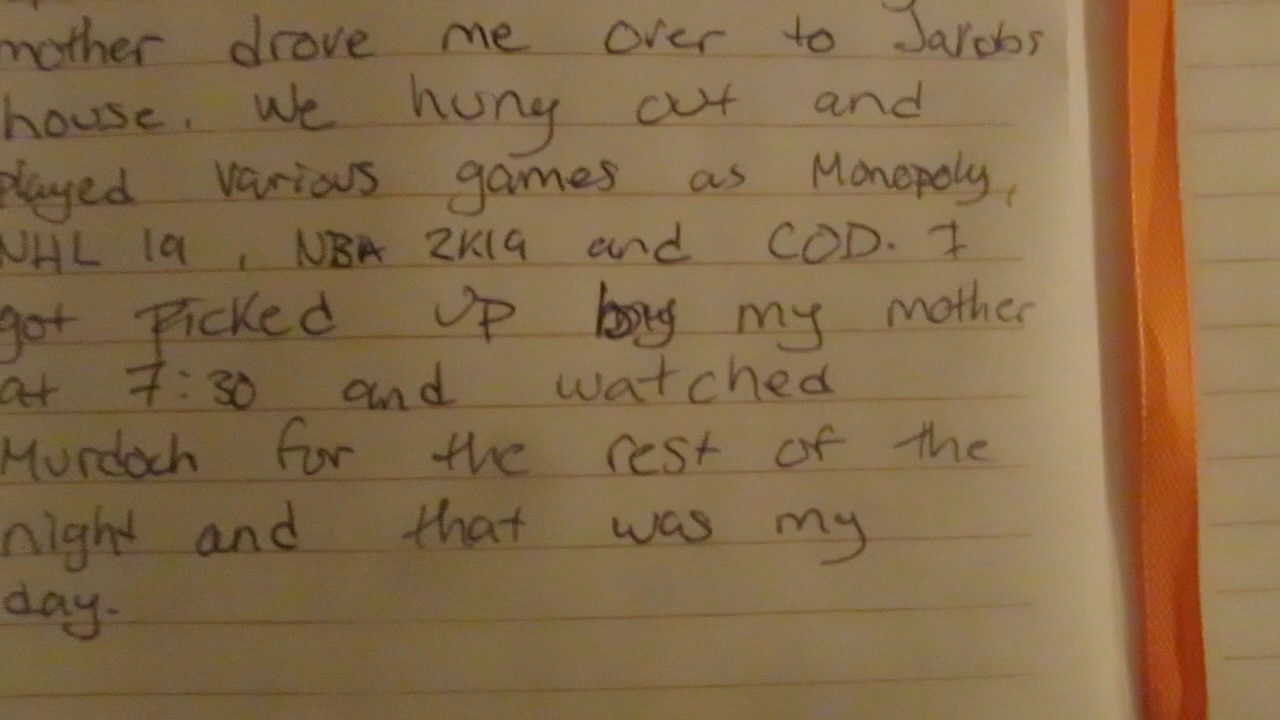 mother drove me over to Jacobs
house. We hung out and
played various games as Monopoly,
NHL 19, NBA 2K19 and COD. I
got picked up by my mother
at 7:30 and watched
Murdoch for the rest of the
night and that was my
day.